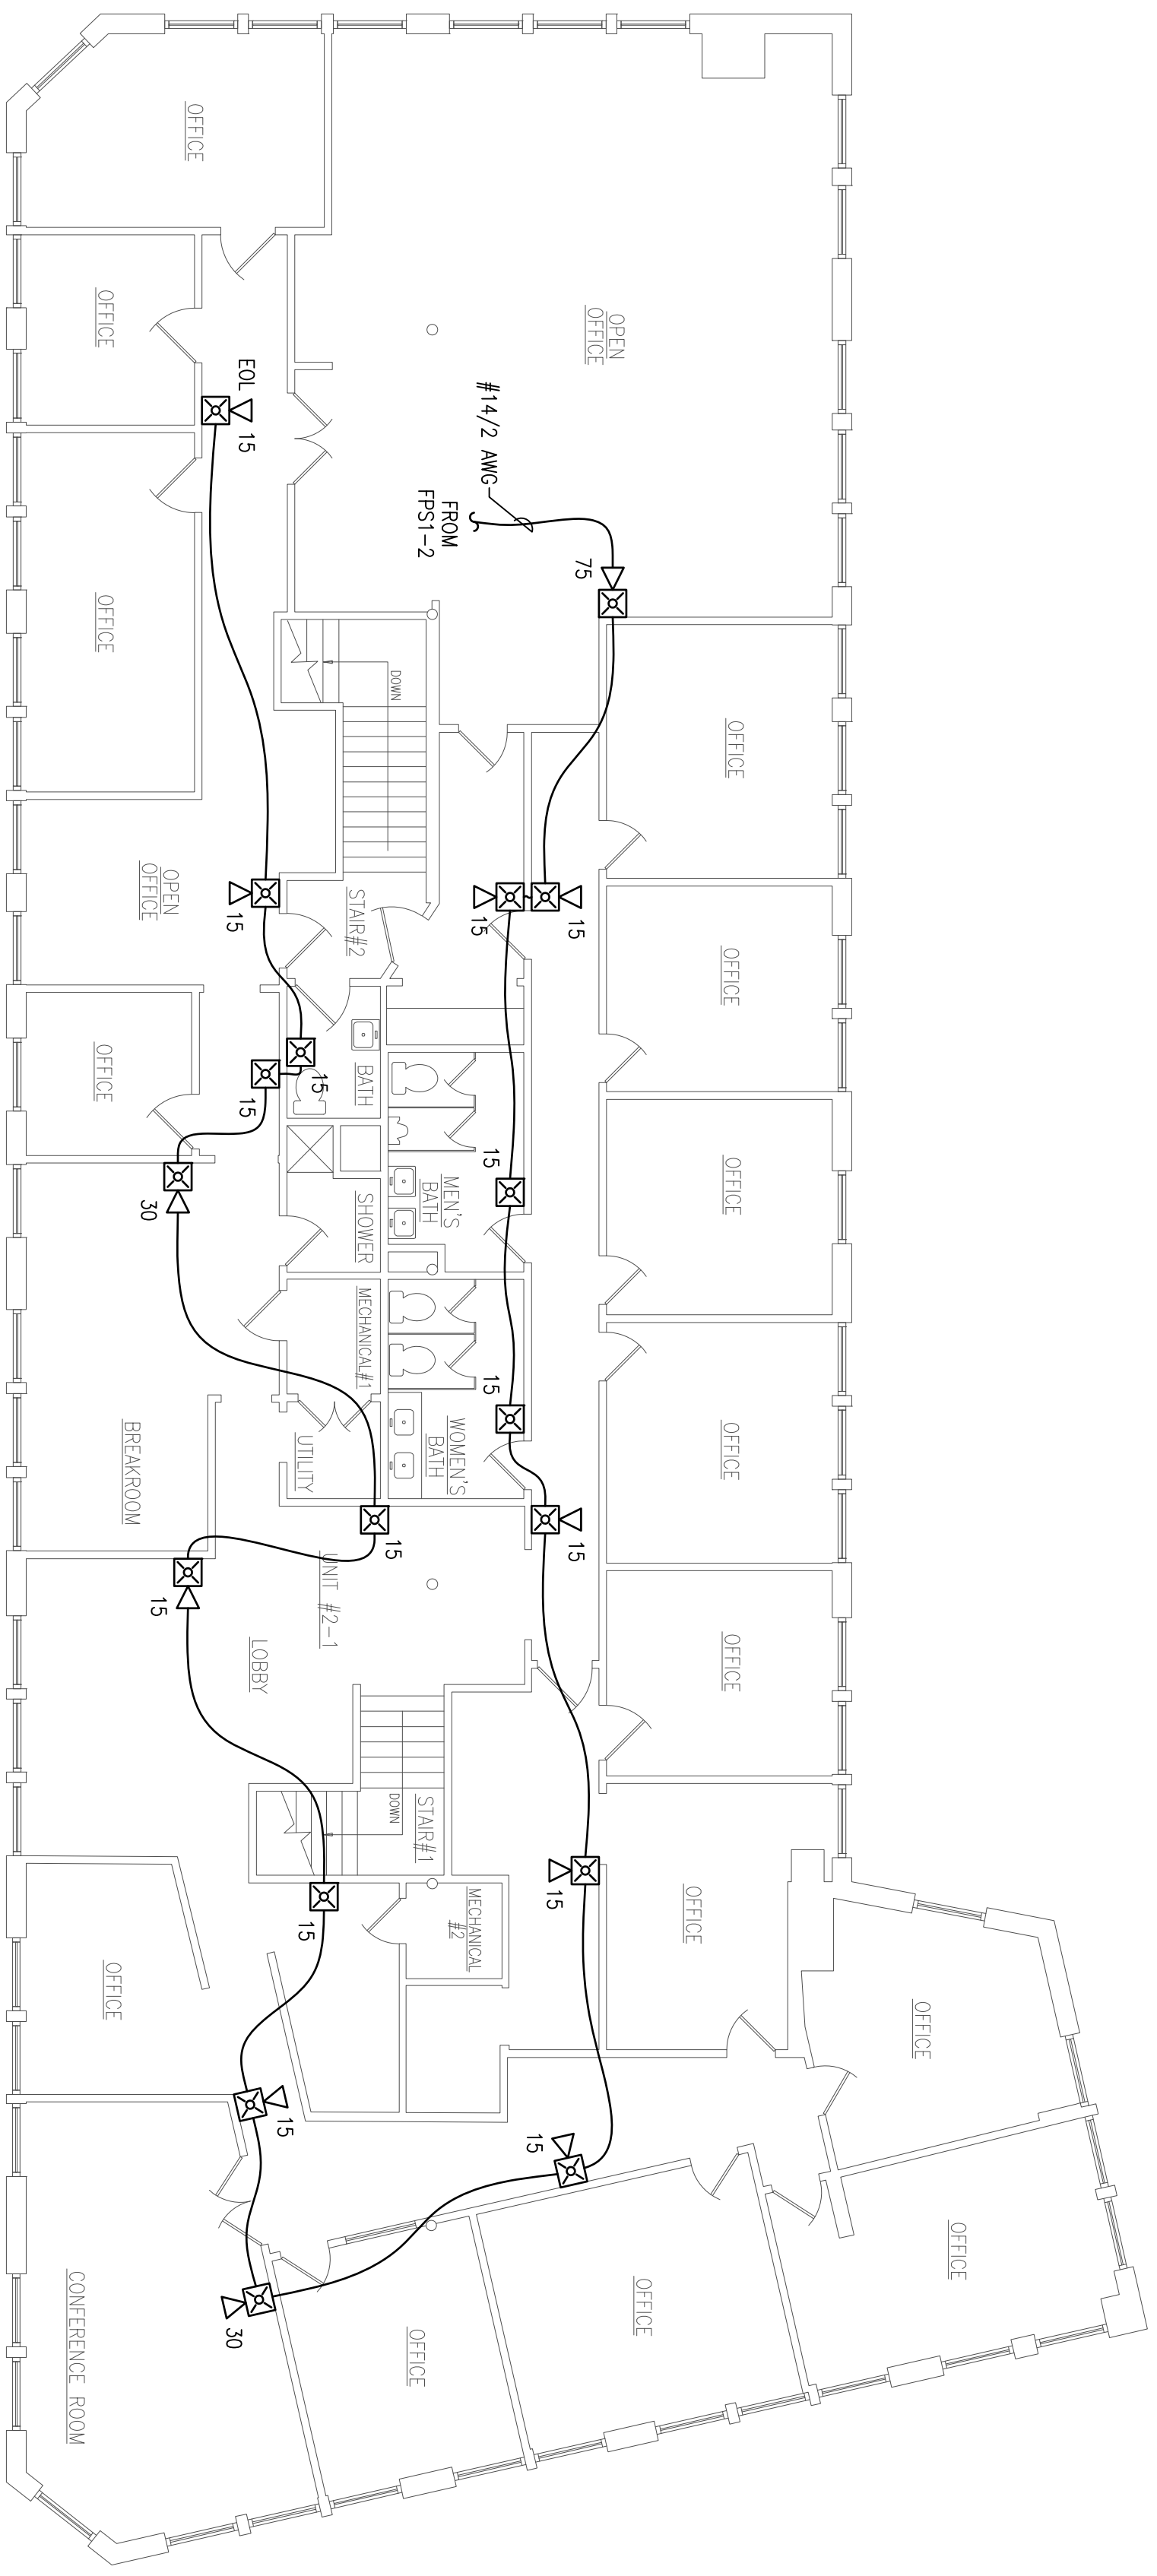 OFFICE
OFFICE
EOL
15
OFFICE
OPEN
OFFICE
#14/2 AWG
FROM
FPS1-2
75
DOWN
OFFICE
OPEN
OFFICE
15
STAIR#2
15
15
OFFICE
OFFICE
15
BATH
15
30
SHOWER
MEN'S
BATH
15
OFFICE
MECHANICAL#1
15
BREAKROOM
UTILITY
WOMEN'S
BATH
OFFICE
15
15
15
UNIT #2-1
LOBBY
OFFICE
DOWN
STAIR#1
15
MECHANICAL
#2
15
OFFICE
OFFICE
OFFICE
15
15
30
CONFERENCE ROOM
OFFICE
OFFICE
OFFICE